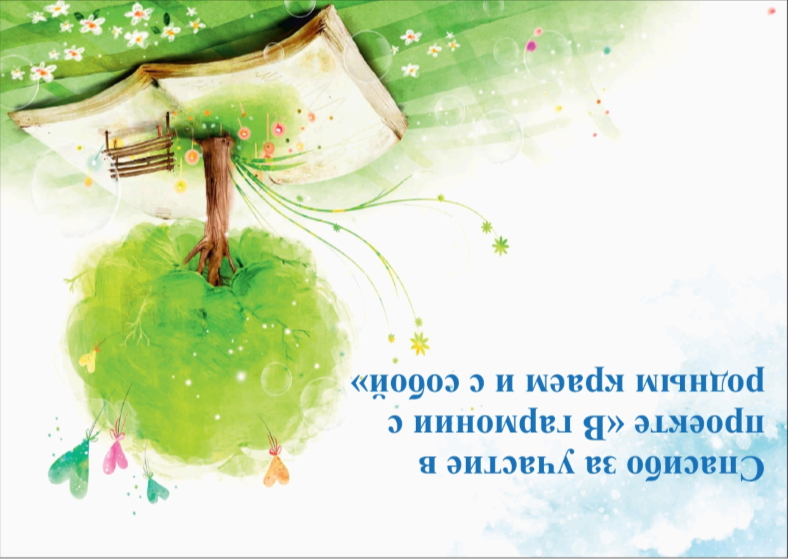 Спасибо за участие в
проекте «В гармонии с
родным краем и с собой»